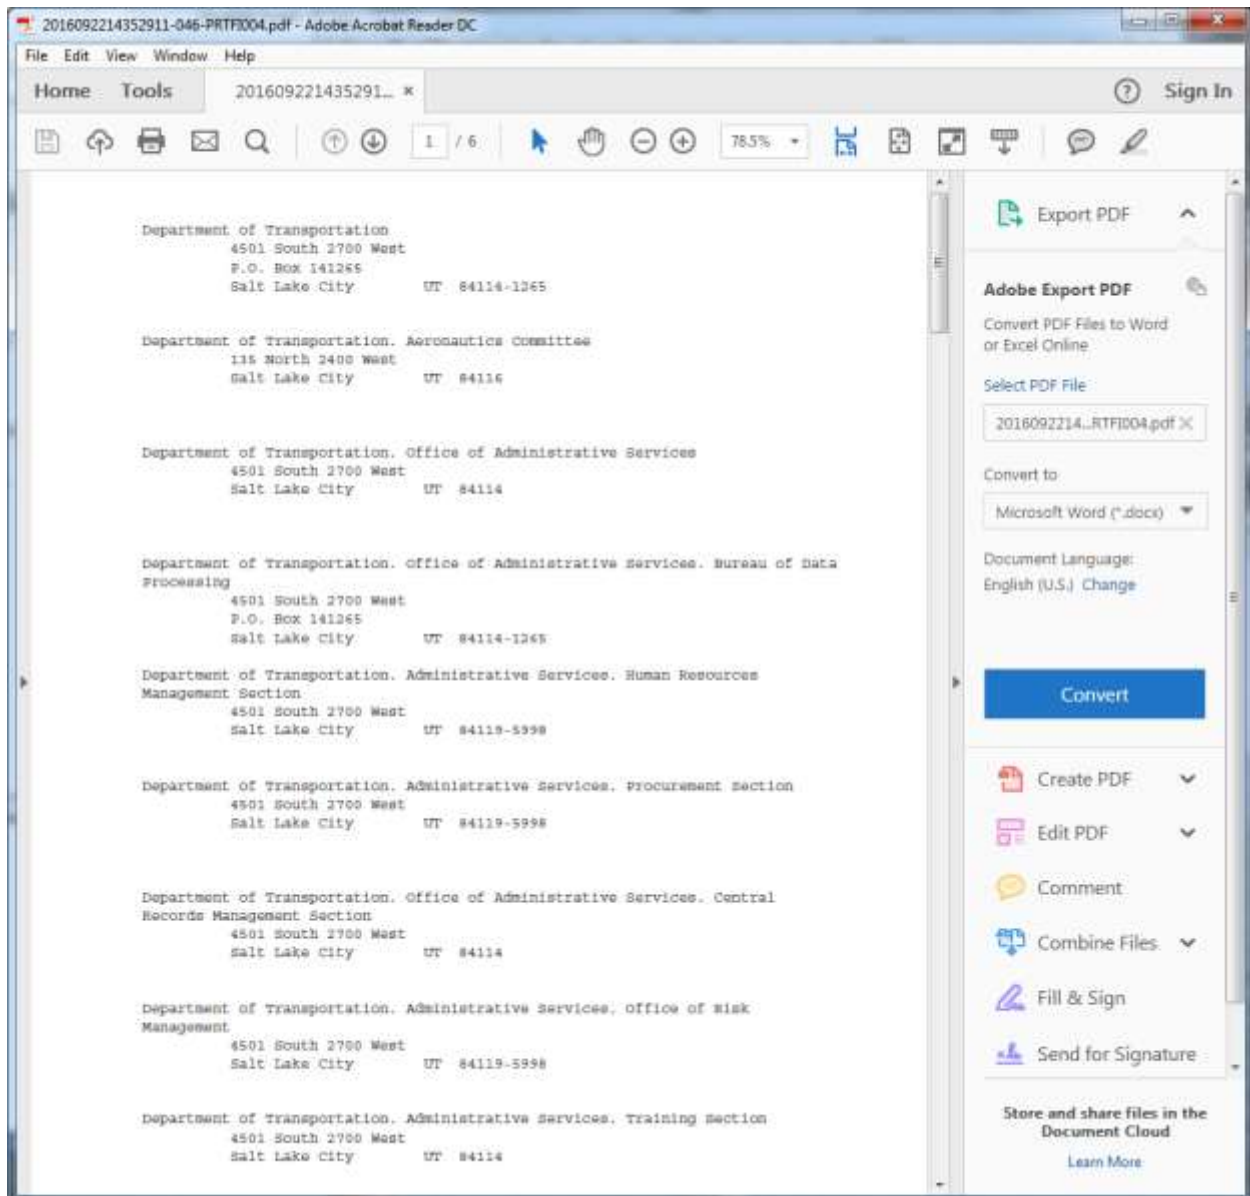 2016092214352911-046-PRTFI004.pdf - Adobe Acrobat Reader DC
File Edit View Window Help
Home Tools 201609221435291... × ? Sign In
1 / 6 78.5%
Department of Transportation
4501 South 2700 West
P.O. Box 141265
Salt Lake City UT 84114-1265
Department of Transportation. Aeronautics Committee
135 North 2400 West
Salt Lake City UT 84116
Department of Transportation. Office of Administrative Services
4501 South 2700 West
Salt Lake City UT 84114
Department of Transportation. Office of Administrative Services. Bureau of Data
Processing
4501 South 2700 West
P.O. Box 141265
Salt Lake City UT 84114-1265
Department of Transportation. Administrative Services. Human Resources
Management Section
4501 South 2700 West
Salt Lake City UT 84119-5998
Department of Transportation. Administrative Services. Procurement Section
4501 South 2700 West
Salt Lake City UT 84119-5998
Department of Transportation. Office of Administrative Services. Central
Records Management Section
4501 South 2700 West
Salt Lake City UT 84114
Department of Transportation. Administrative Services. Office of Risk
Management
4501 South 2700 West
Salt Lake City UT 84119-5998
Department of Transportation. Administrative Services. Training Section
4501 South 2700 West
Salt Lake City UT 84114
Export PDF
Adobe Export PDF
Convert PDF Files to Word
or Excel Online
Select PDF File
2016092214...RTFI004.pdf ×
Convert to
Microsoft Word (*.docx)
Document Language:
English (U.S.) Change
Convert
Create PDF
Edit PDF
Comment
Combine Files
Fill & Sign
Send for Signature
Store and share files in the
Document Cloud
Learn More